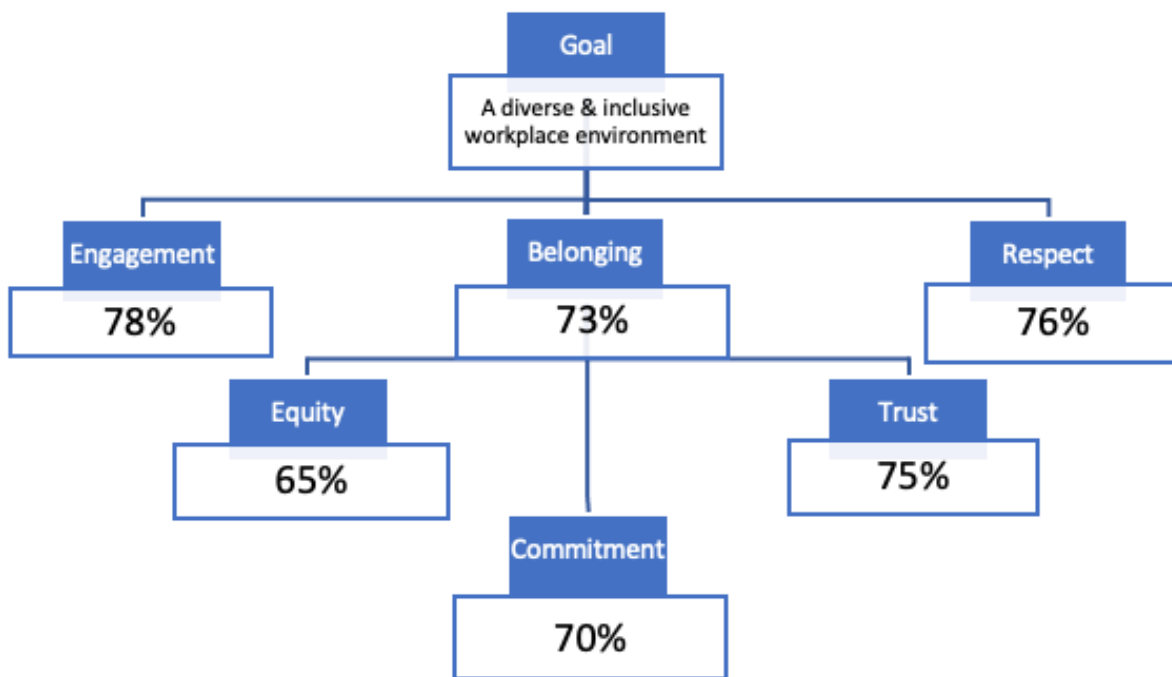 Goal
A diverse & inclusive
workplace environment
Engagement
78%
Belonging
73%
Respect
76%
Equity
65%
Trust
75%
Commitment
70%